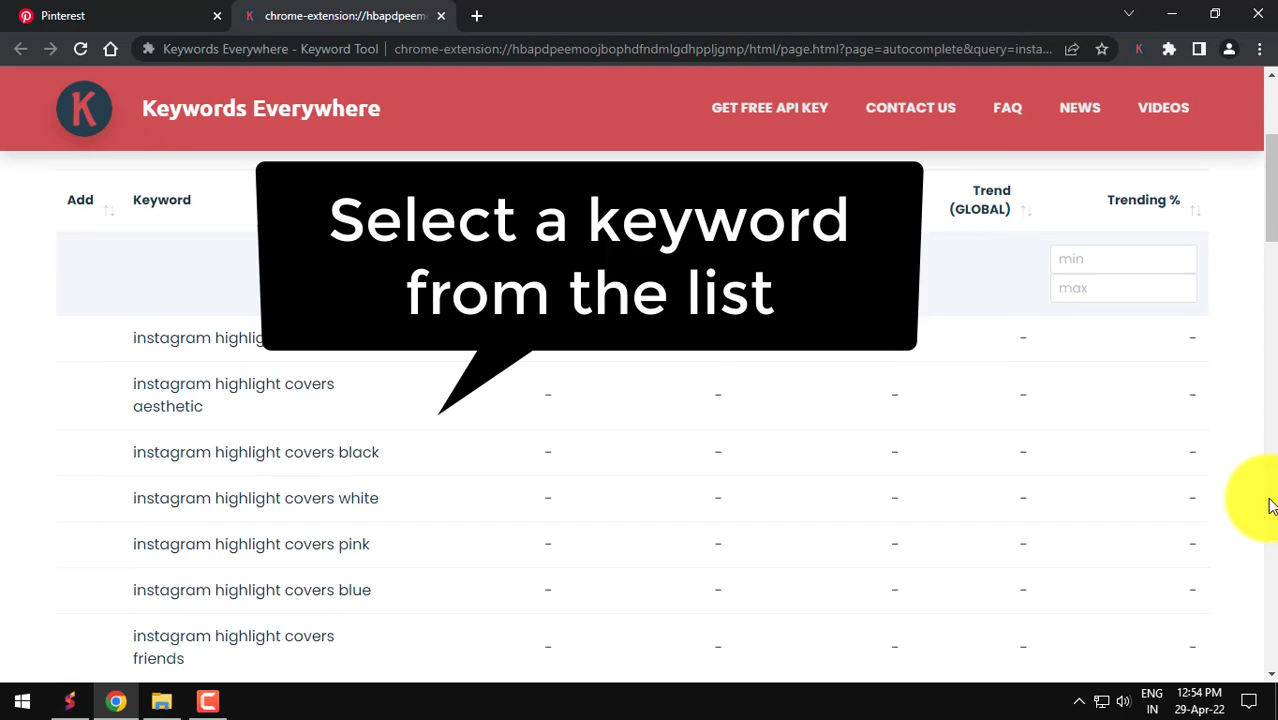 Pinterest
chrome-extension://hbapdpeem
Keywords Everywhere - Keyword Tool
chrome-extension://hbapdpeemoojbophdfndmlgdhppljgmp/html/page.html?page=autocomplete&query=insta...
K
Keywords Everywhere
GET FREE API KEY
CONTACT US
FAQ
NEWS
VIDEOS
Select a keyword
from the list
Add
Keyword
Trend
(GLOBAL)
Trending %
min
max
instagram highlig
-
-
instagram highlight covers
aesthetic
-
-
-
-
-
instagram highlight covers black
-
-
-
-
-
instagram highlight covers white
-
-
-
-
-
instagram highlight covers pink
-
-
-
-
-
instagram highlight covers blue
-
-
-
-
-
instagram highlight covers
friends
-
-
-
-
-
ENG
IN
12:54 PM
29-Apr-22